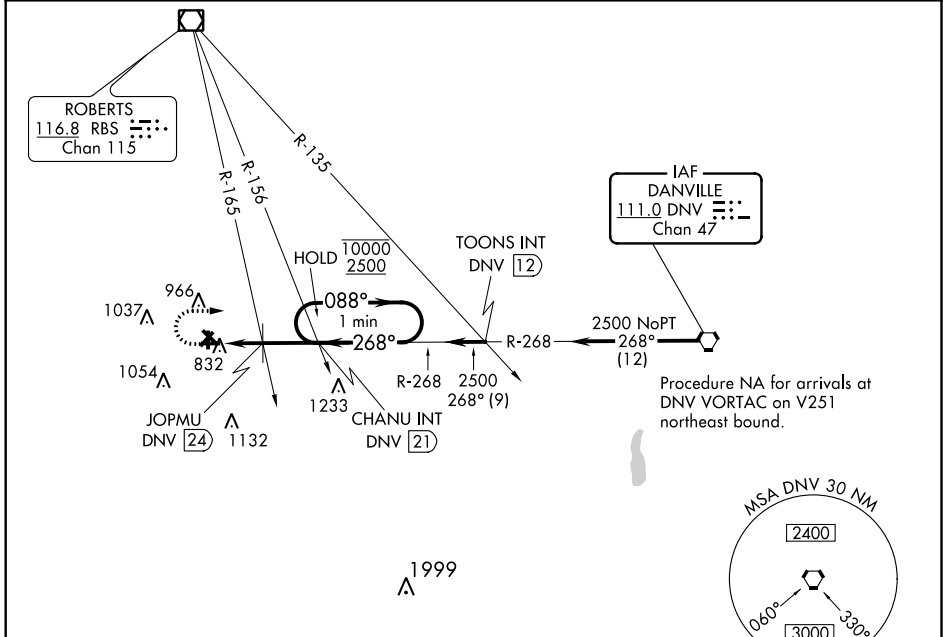 ROBERTS
116.8 RBS
Chan 115
R-135
R-156
R-165
IAF
DANVILLE
111.0 DNV
Chan 47
TOONS INT
DNV 12
HOLD 10000
2500
088°
1 min
268°
966
1037
832
1054
1233
1132
R-268
2500
268° (9)
R-268
2500 NoPT
268°
(12)
JOPMU
DNV 24
CHANU INT
DNV 21
Procedure NA for arrivals at
DNV VORTAC on V251
northeast bound.
1999
MSA DNV 30 NM
2400
060°
330°
3000